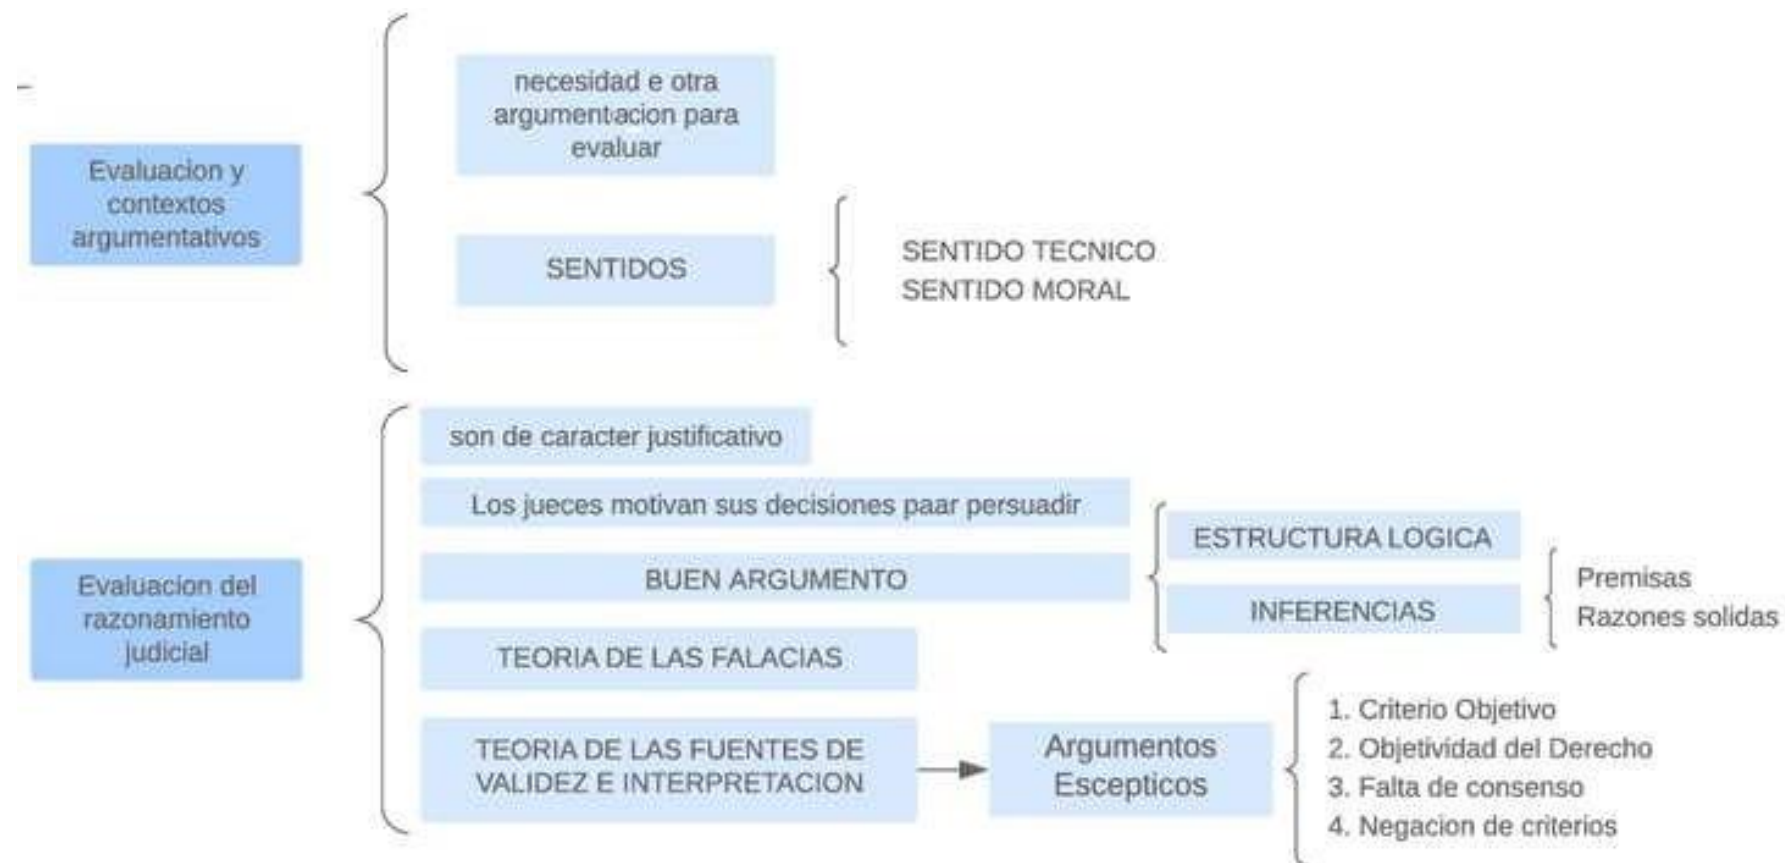 necesidad e otra
argumentacion para
evaluar
Evaluacion y
contextos
argumentativos
SENTIDOS
SENTIDO TECNICO
SENTIDO MORAL
son de caracter justificativo
Los jueces motivan sus decisiones paar persuadir
ESTRUCTURA LOGICA
BUEN ARGUMENTO
INFERENCIAS
Premisas
Razones solidas
Evaluacion del
razonamiento
judicial
TEORIA DE LAS FALACIAS
TEORIA DE LAS FUENTES DE
VALIDEZ E INTERPRETACION
Argumentos
Escepticos
1. Criterio Objetivo
2. Objetividad del Derecho
3. Falta de consenso
4. Negacion de criterios